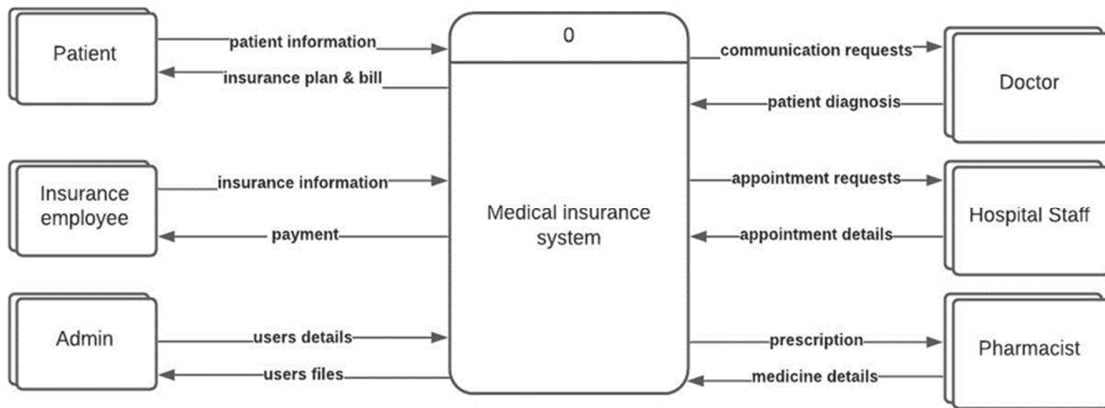 Patient
patient information
insurance plan & bill
Insurance
employee
insurance information
payment
Admin
users details
users files
0
Medical insurance
system
communication requests
patient diagnosis
Doctor
appointment requests
appointment details
Hospital Staff
prescription
medicine details
Pharmacist